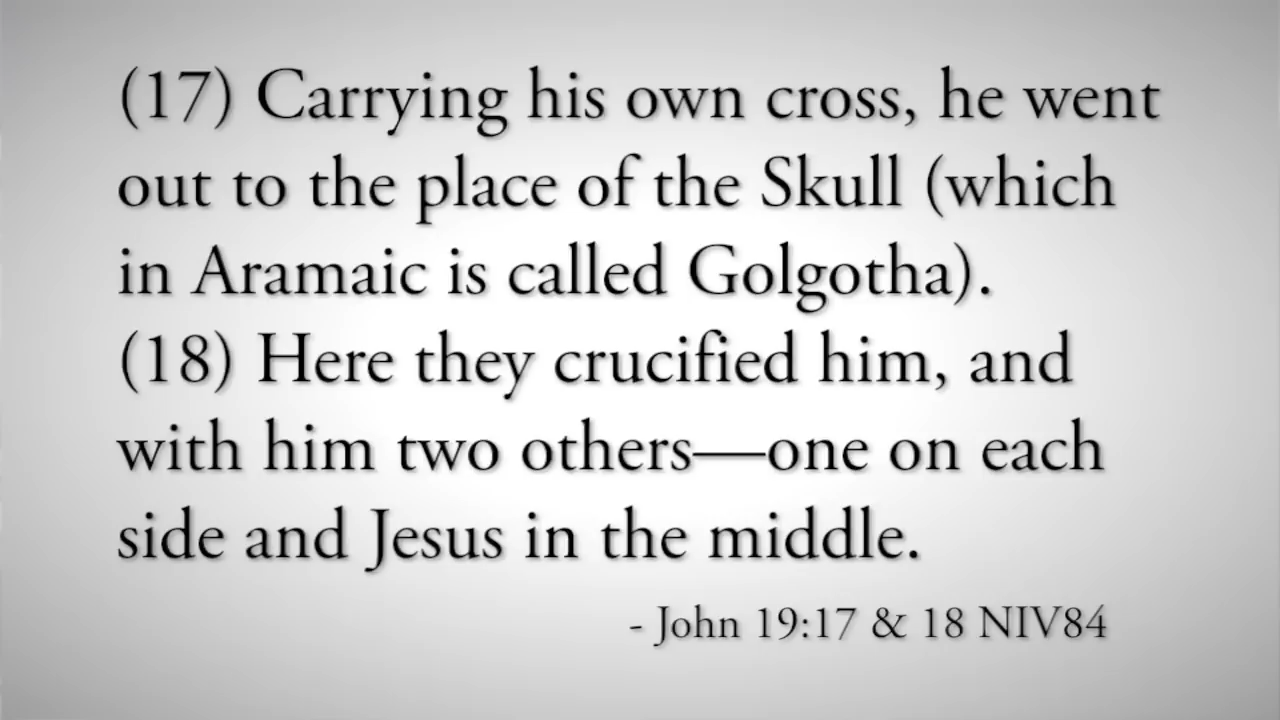 (17) Carrying his own cross, he went
out to the place of the Skull (which
in Aramaic is called Golgotha).
(18) Here they crucified him, and
with him two others—one on each
side and Jesus in the middle.
- John 19:17 & 18 NIV84